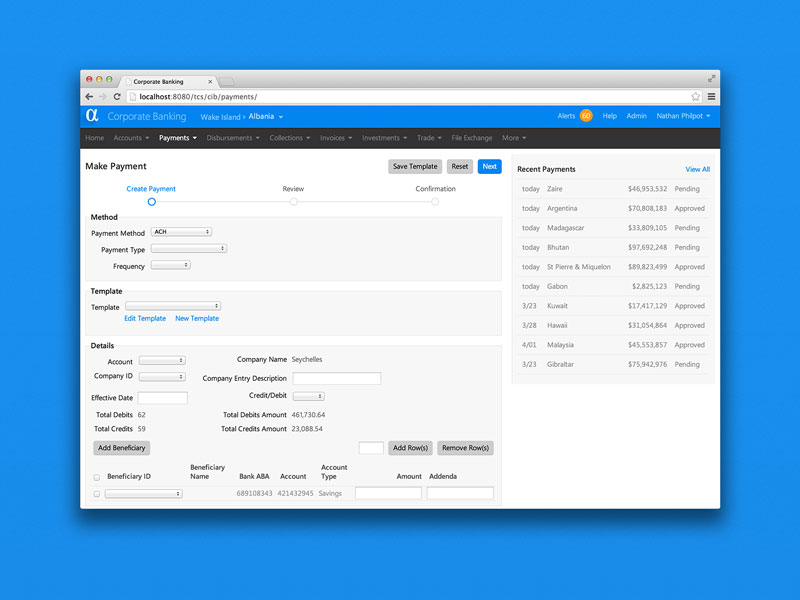 Corporate Banking
localhost:8080/tcs/cib/payments/
α Corporate Banking Wake Island › Albania Alerts 60 Help Admin Nathan Philpot
Home Accounts Payments Disbursements Collections Invoices Investments Trade File Exchange More
Make Payment Save Template Reset Next
Create Payment Review Confirmation
Method
Payment Method ACH
Payment Type
Frequency
Template
Template
Edit Template New Template
Details
Account Company Name Seychelles
Company ID Company Entry Description
Effective Date Credit/Debit
Total Debits 62 Total Debits Amount 461,730.64
Total Credits 59 Total Credits Amount 23,088.54
Add Beneficiary Add Row(s) Remove Row(s)
Beneficiary ID Beneficiary Name Bank ABA Account Account Type Amount Addenda
689108343 421432945 Savings
Recent Payments View All
today Zaire $46,953,532 Pending
today Argentina $70,808,183 Approved
today Madagascar $33,809,105 Pending
today Bhutan $97,692,248 Pending
today St Pierre & Miquelon $89,823,499 Approved
today Gabon $2,825,123 Pending
3/23 Kuwait $17,417,129 Approved
3/28 Hawaii $31,054,864 Approved
4/01 Malaysia $45,553,857 Approved
3/23 Gibraltar $75,942,976 Pending